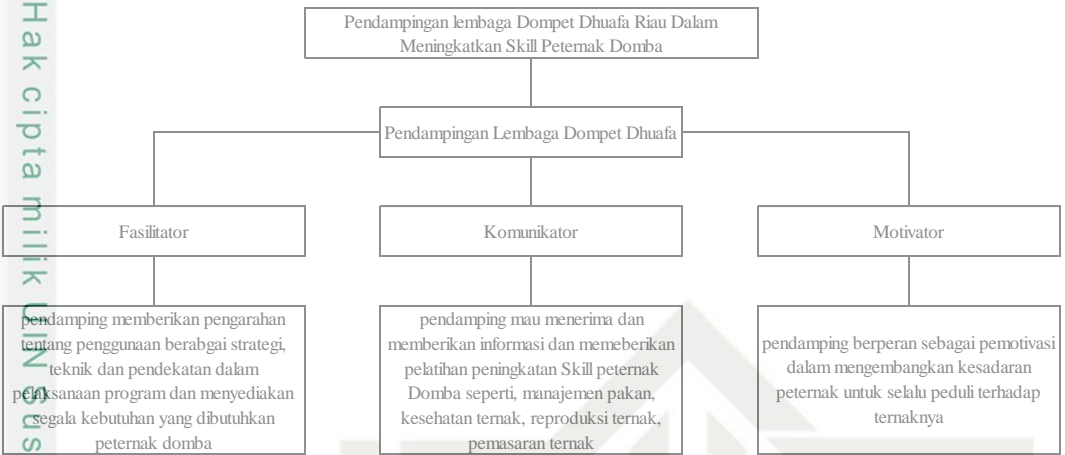 Hak cipta milik UIN Sus
Pendampingan lembaga Dompet Dhuafa Riau Dalam
Meningkatkan Skill Peternak Domba
Pendampingan Lembaga Dompet Dhuafa
Fasilitator
Komunikator
Motivator
pendamping memberikan pengarahan
tentang penggunaan berabgai strategi,
teknik dan pendekatan dalam
pelaksanaan program dan menyediakan
segala kebutuhan yang dibutuhkan
peternak domba
pendamping mau menerima dan
memberikan informasi dan memeberikan
pelatihan peningkatan Skill peternak
Domba seperti, manajemen pakan,
kesehatan ternak, reproduksi ternak,
pemasaran ternak
pendamping berperan sebagai pemotivasi
dalam mengembangkan kesadaran
peternak untuk selalu peduli terhadap
ternaknya